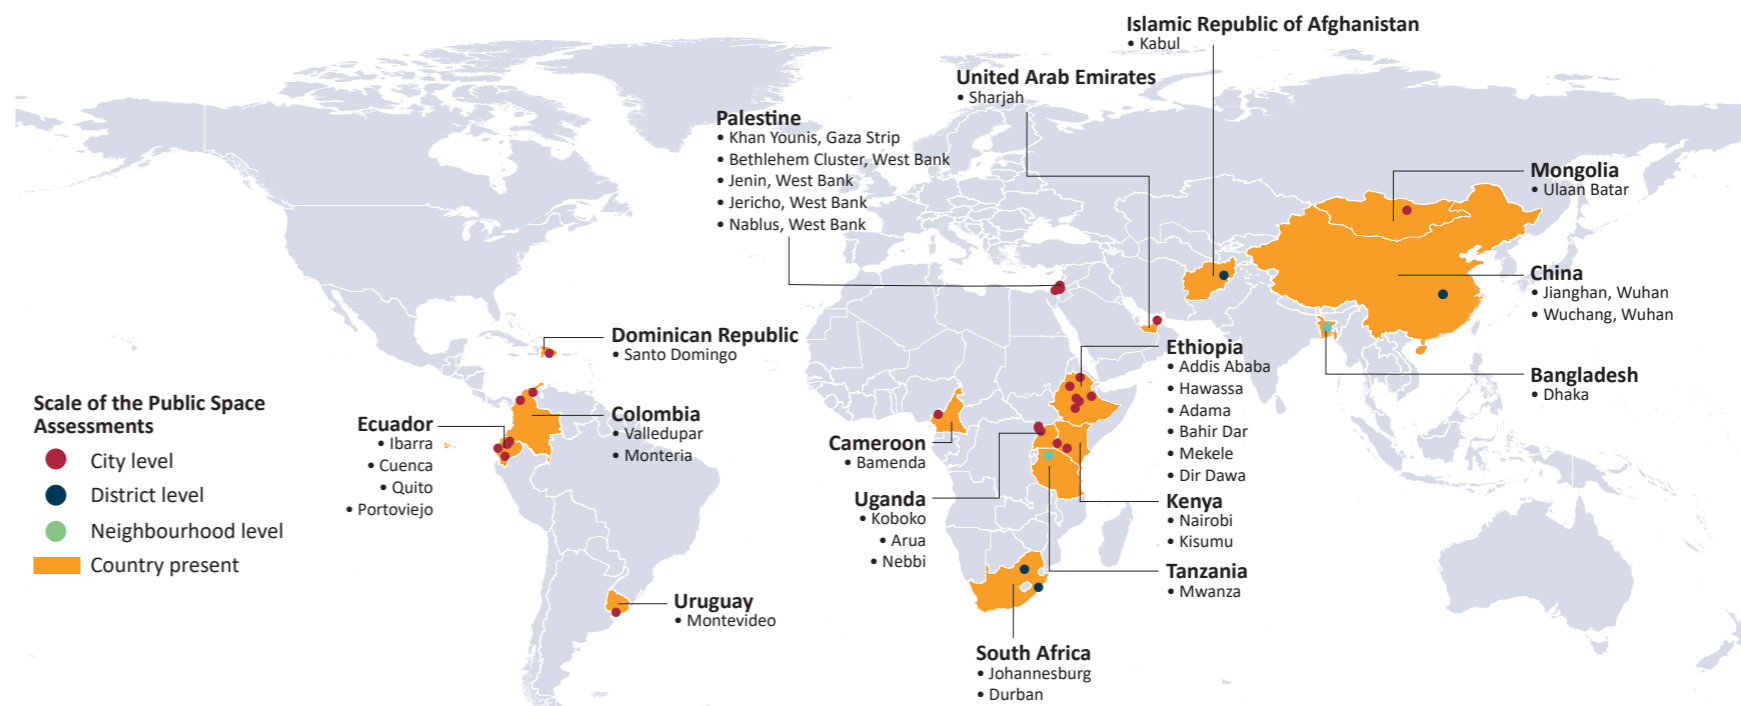 Islamic Republic of Afghanistan
• Kabul
United Arab Emirates
• Sharjah
Palestine
• Khan Younis, Gaza Strip
• Bethlehem Cluster, West Bank
• Jenin, West Bank
• Jericho, West Bank
• Nablus, West Bank
Mongolia
• Ulaan Batar
China
• Jianghan, Wuhan
• Wuchang, Wuhan
Dominican Republic
• Santo Domingo
Ethiopia
• Addis Ababa
• Hawassa
• Adama
• Bahir Dar
• Mekele
• Dir Dawa
Bangladesh
• Dhaka
Scale of the Public Space
Assessments
City level
District level
Neighbourhood level
Country present
Ecuador
• Ibarra
• Cuenca
• Quito
• Portoviejo
Colombia
• Valledupar
• Monteria
Cameroon
• Bamenda
Uganda
• Koboko
• Arua
• Nebbi
Kenya
• Nairobi
• Kisumu
Tanzania
• Mwanza
Uruguay
• Montevideo
South Africa
• Johannesburg
• Durban